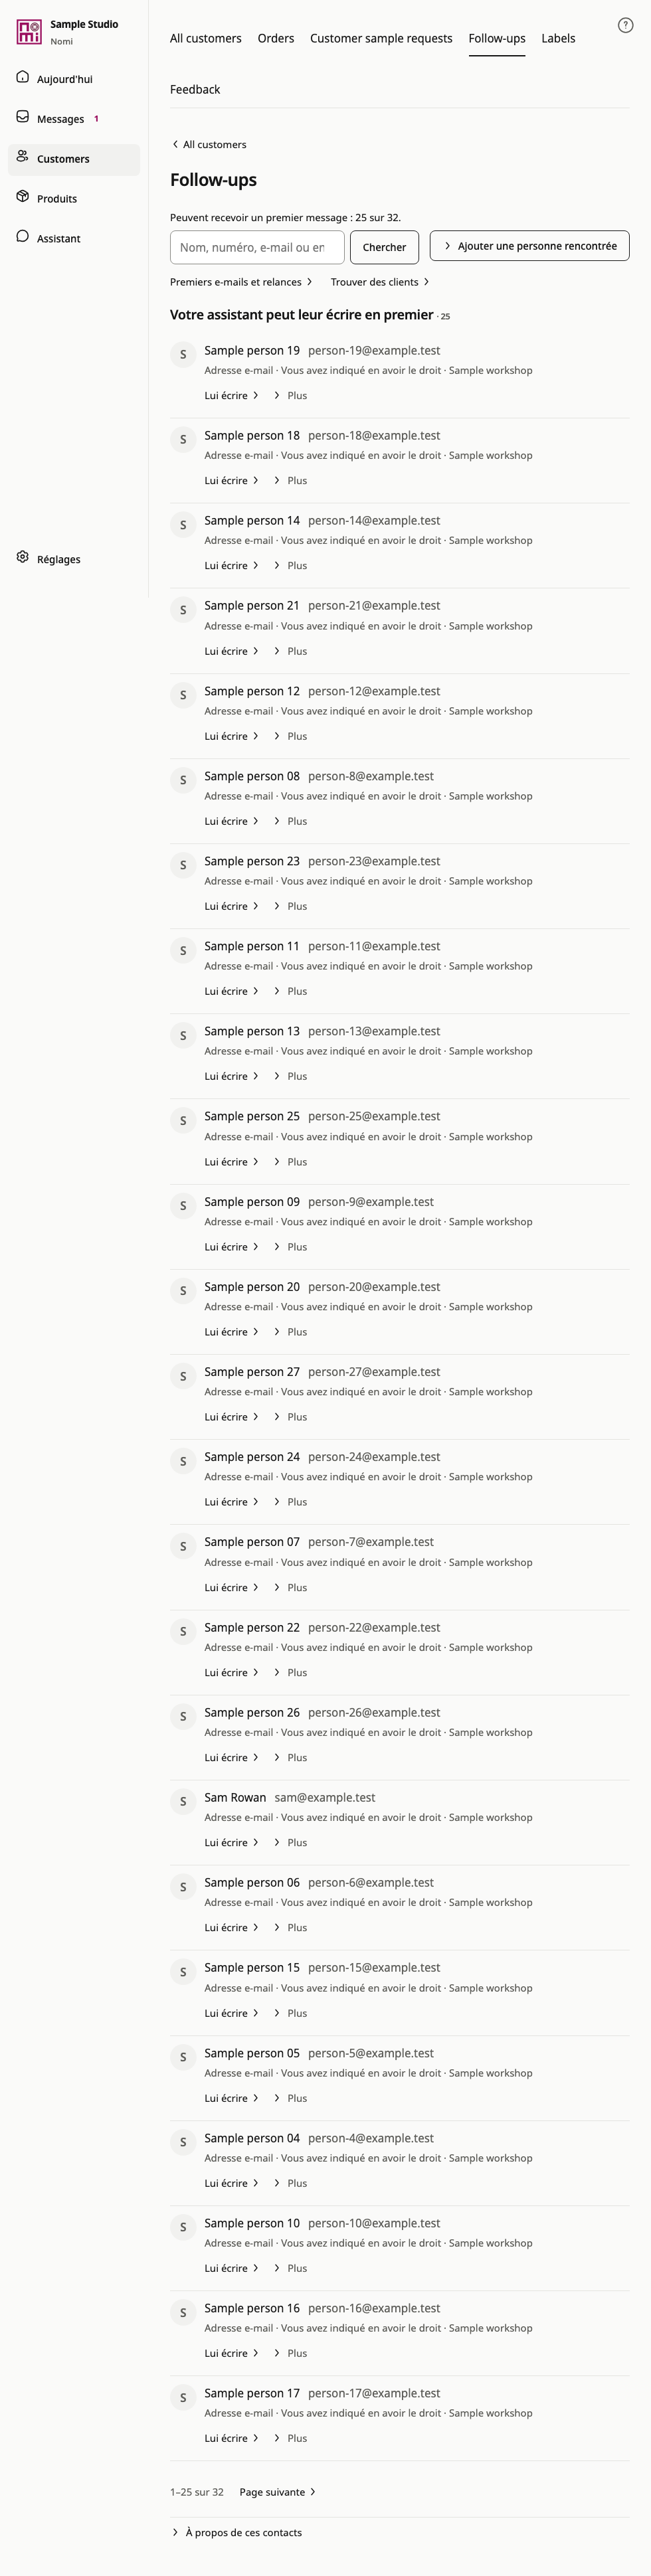 Sample Studio
Nomi
Aujourd'hui
Messages 1
Customers
Produits
Assistant
Réglages
All customers Orders Customer sample requests Follow-ups Labels
Feedback
All customers
Follow-ups
Peuvent recevoir un premier message : 25 sur 32.
Nom, numéro, e-mail ou en Chercher Ajouter une personne rencontrée
Premiers e-mails et relances Trouver des clients
Votre assistant peut leur écrire en premier · 25
S Sample person 19 person-19@example.test
Adresse e-mail · Vous avez indiqué en avoir le droit · Sample workshop
Lui écrire Plus
S Sample person 18 person-18@example.test
Adresse e-mail · Vous avez indiqué en avoir le droit · Sample workshop
Lui écrire Plus
S Sample person 14 person-14@example.test
Adresse e-mail · Vous avez indiqué en avoir le droit · Sample workshop
Lui écrire Plus
S Sample person 21 person-21@example.test
Adresse e-mail · Vous avez indiqué en avoir le droit · Sample workshop
Lui écrire Plus
S Sample person 12 person-12@example.test
Adresse e-mail · Vous avez indiqué en avoir le droit · Sample workshop
Lui écrire Plus
S Sample person 08 person-8@example.test
Adresse e-mail · Vous avez indiqué en avoir le droit · Sample workshop
Lui écrire Plus
S Sample person 23 person-23@example.test
Adresse e-mail · Vous avez indiqué en avoir le droit · Sample workshop
Lui écrire Plus
S Sample person 11 person-11@example.test
Adresse e-mail · Vous avez indiqué en avoir le droit · Sample workshop
Lui écrire Plus
S Sample person 13 person-13@example.test
Adresse e-mail · Vous avez indiqué en avoir le droit · Sample workshop
Lui écrire Plus
S Sample person 25 person-25@example.test
Adresse e-mail · Vous avez indiqué en avoir le droit · Sample workshop
Lui écrire Plus
S Sample person 09 person-9@example.test
Adresse e-mail · Vous avez indiqué en avoir le droit · Sample workshop
Lui écrire Plus
S Sample person 20 person-20@example.test
Adresse e-mail · Vous avez indiqué en avoir le droit · Sample workshop
Lui écrire Plus
S Sample person 27 person-27@example.test
Adresse e-mail · Vous avez indiqué en avoir le droit · Sample workshop
Lui écrire Plus
S Sample person 24 person-24@example.test
Adresse e-mail · Vous avez indiqué en avoir le droit · Sample workshop
Lui écrire Plus
S Sample person 07 person-7@example.test
Adresse e-mail · Vous avez indiqué en avoir le droit · Sample workshop
Lui écrire Plus
S Sample person 22 person-22@example.test
Adresse e-mail · Vous avez indiqué en avoir le droit · Sample workshop
Lui écrire Plus
S Sample person 26 person-26@example.test
Adresse e-mail · Vous avez indiqué en avoir le droit · Sample workshop
Lui écrire Plus
S Sam Rowan sam@example.test
Adresse e-mail · Vous avez indiqué en avoir le droit · Sample workshop
Lui écrire Plus
S Sample person 06 person-6@example.test
Adresse e-mail · Vous avez indiqué en avoir le droit · Sample workshop
Lui écrire Plus
S Sample person 15 person-15@example.test
Adresse e-mail · Vous avez indiqué en avoir le droit · Sample workshop
Lui écrire Plus
S Sample person 05 person-5@example.test
Adresse e-mail · Vous avez indiqué en avoir le droit · Sample workshop
Lui écrire Plus
S Sample person 04 person-4@example.test
Adresse e-mail · Vous avez indiqué en avoir le droit · Sample workshop
Lui écrire Plus
S Sample person 10 person-10@example.test
Adresse e-mail · Vous avez indiqué en avoir le droit · Sample workshop
Lui écrire Plus
S Sample person 16 person-16@example.test
Adresse e-mail · Vous avez indiqué en avoir le droit · Sample workshop
Lui écrire Plus
S Sample person 17 person-17@example.test
Adresse e-mail · Vous avez indiqué en avoir le droit · Sample workshop
Lui écrire Plus
1–25 sur 32 Page suivante
À propos de ces contacts